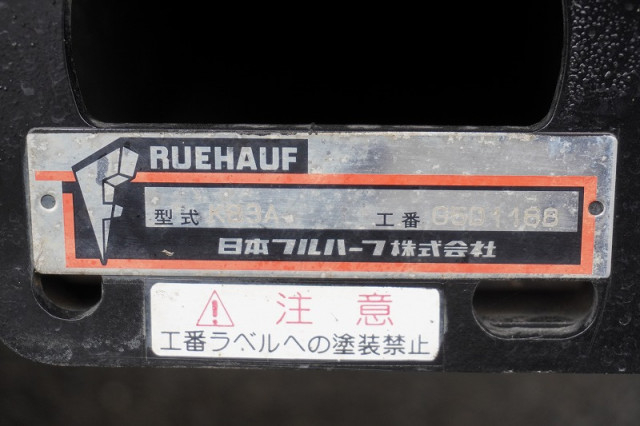 FRUEHAUF
型式 工番
日本フルハーフ株式会社
注意
工番ラベルへの塗装禁止